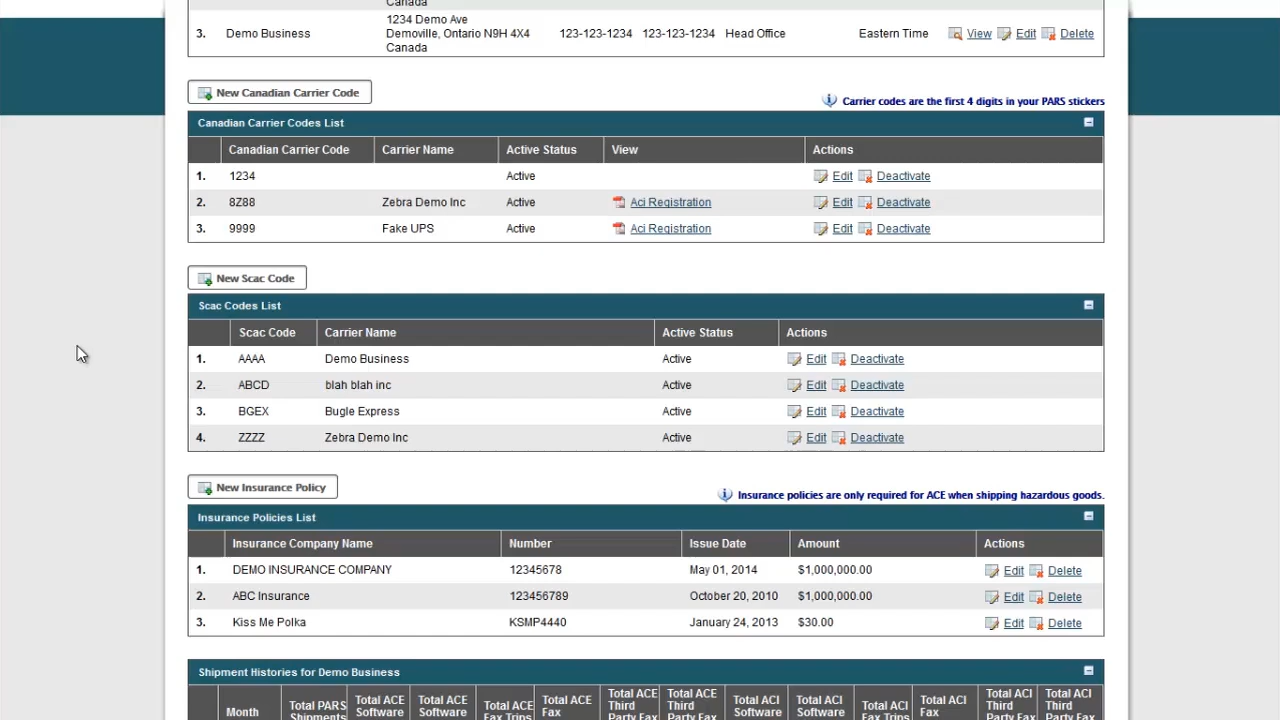 Canada
3. Demo Business 1234 Demo Ave Demoville, Ontario N9H 4X4 Canada 123-123-1234 123-123-1234 Head Office Eastern Time View Edit Delete
New Canadian Carrier Code
Carrier codes are the first 4 digits in your PARS stickers
Canadian Carrier Codes List
Canadian Carrier Code Carrier Name Active Status View Actions
1. 1234 Active Edit Deactivate
2. 8Z88 Zebra Demo Inc Active Aci Registration Edit Deactivate
3. 9999 Fake UPS Active Aci Registration Edit Deactivate
New Scac Code
Scac Codes List
Scac Code Carrier Name Active Status Actions
1. AAAA Demo Business Active Edit Deactivate
2. ABCD blah blah inc Active Edit Deactivate
3. BGEX Bugle Express Active Edit Deactivate
4. ZZZZ Zebra Demo Inc Active Edit Deactivate
New Insurance Policy
Insurance policies are only required for ACE when shipping hazardous goods.
Insurance Policies List
Insurance Company Name Number Issue Date Amount Actions
1. DEMO INSURANCE COMPANY 12345678 May 01, 2014 $1,000,000.00 Edit Delete
2. ABC Insurance 123456789 October 20, 2010 $1,000,000.00 Edit Delete
3. Kiss Me Polka KSMP4440 January 24, 2013 $30.00 Edit Delete
Shipment Histories for Demo Business
Month Total PARS Shipments Total ACE Software Total ACE Software Total ACE Fax Trips Total ACE Fax Total ACE Third Party Fax Total ACE Third Party Fax Total ACI Software Total ACI Software Total ACI Fax Trips Total ACI Fax Total ACI Third Party Fax Total ACI Third Party Fax